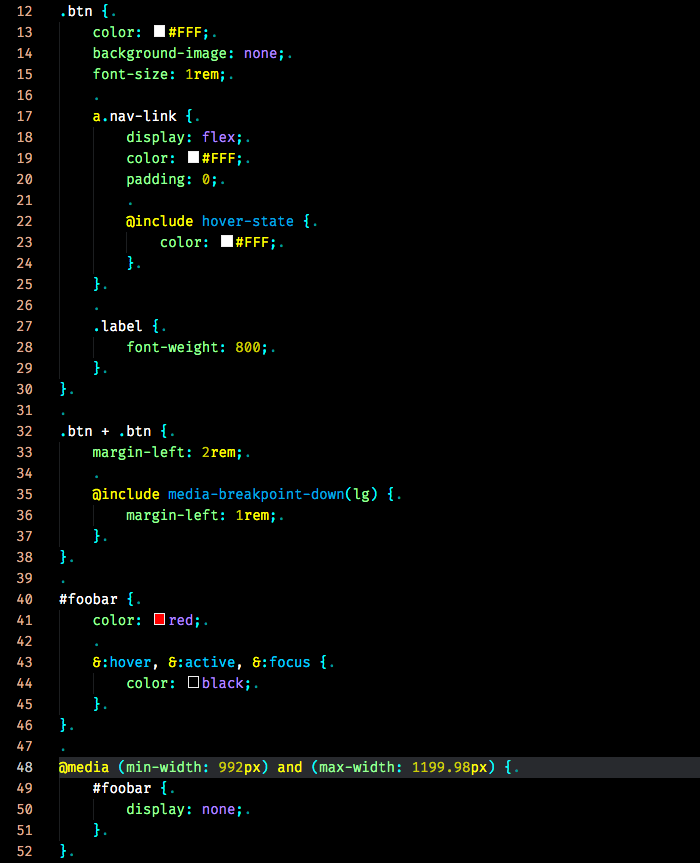 12 .btn {
13     color: #FFF;
14     background-image: none;
15     font-size: 1rem;
16
17     a.nav-link {
18         display: flex;
19         color: #FFF;
20         padding: 0;
21
22         @include hover-state {
23             color: #FFF;
24         }
25     }
26
27     .label {
28         font-weight: 800;
29     }
30 }
31
32 .btn + .btn {
33     margin-left: 2rem;
34
35     @include media-breakpoint-down(lg) {
36         margin-left: 1rem;
37     }
38 }
39
40 #foobar {
41     color: red;
42
43     &:hover, &:active, &:focus {
44         color: black;
45     }
46 }
47
48 @media (min-width: 992px) and (max-width: 1199.98px) {
49     #foobar {
50         display: none;
51     }
52 }